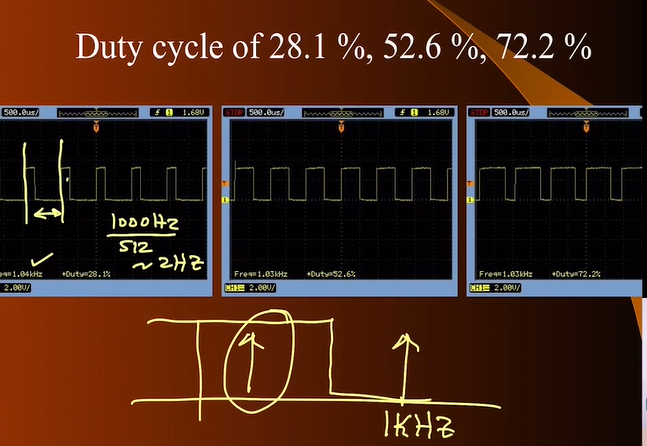 Duty cycle of 28.1 %, 52.6 %, 72.2 %
500.0us/ 1.68V
STOP 500.0us/ 1.68V
STOP 500.0us/
1000Hz
512
~2Hz
=1.04kHz +Duty=28.1%
2.00V/
Freq=1.03kHz +Duty=52.6%
CH1 2.00V/
Freq=1.03kHz +Duty=72.2%
CH1 2.00V/
1KHz